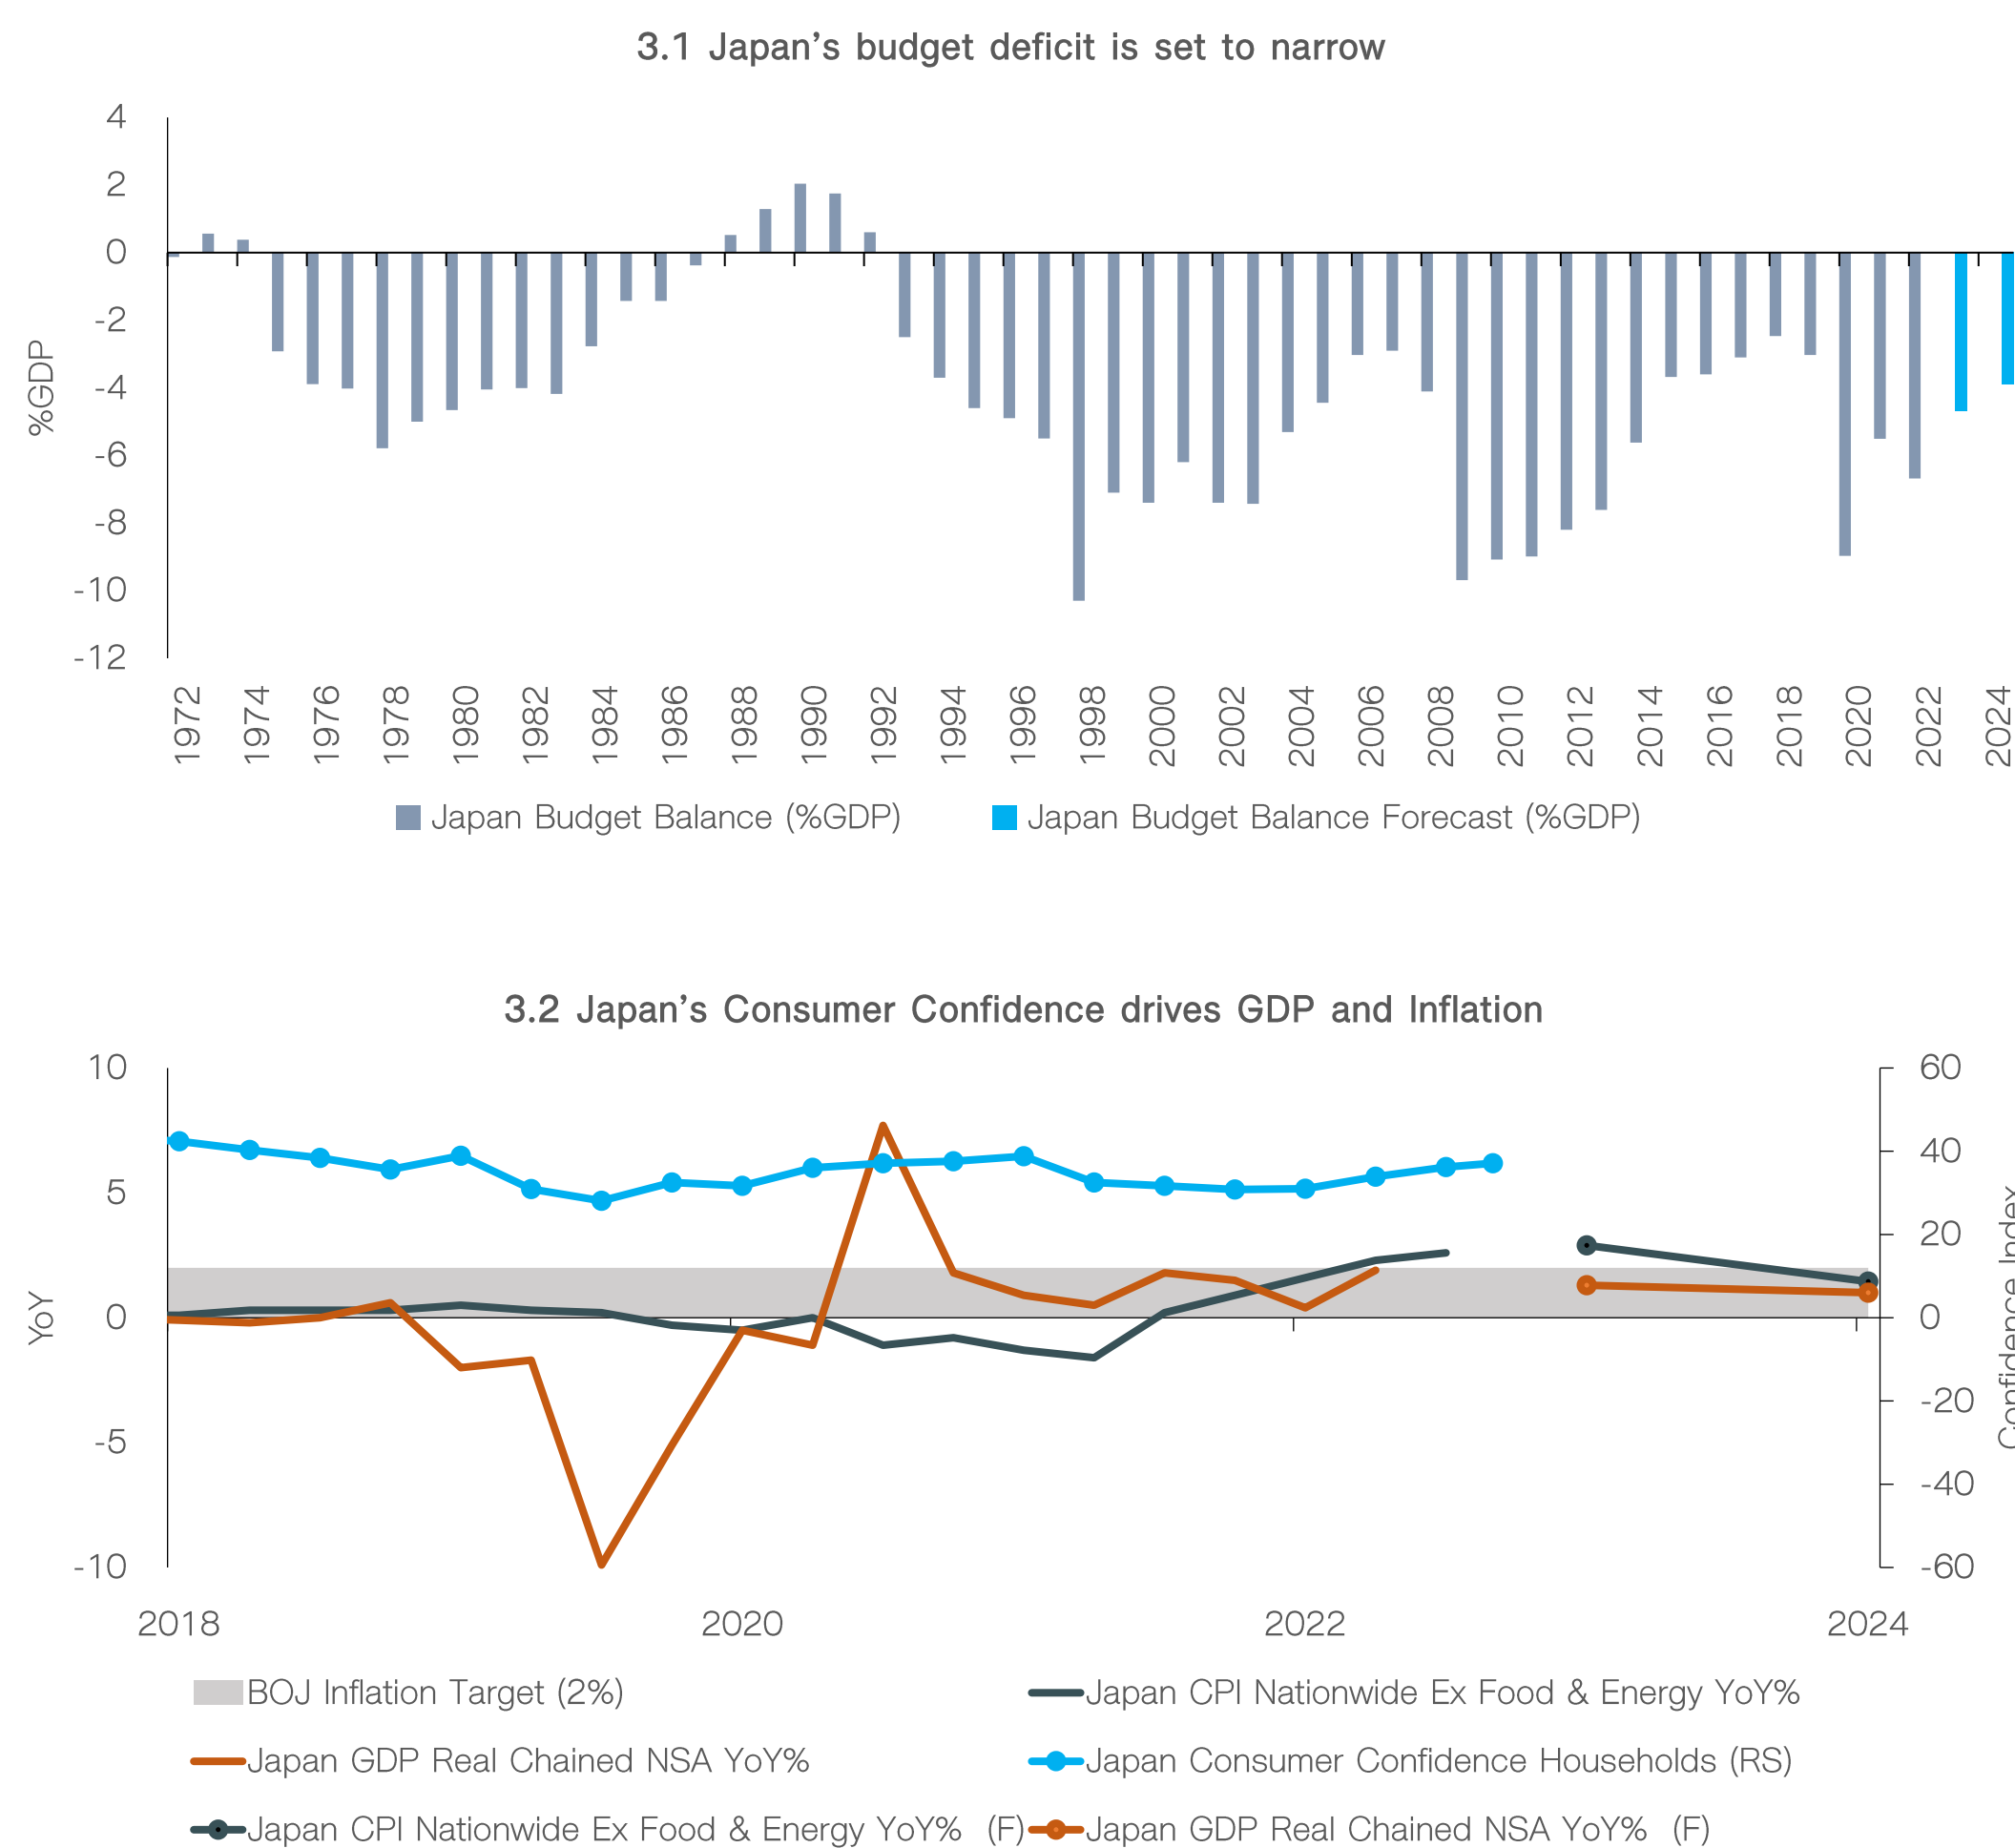 3.1 Japan’s budget deficit is set to narrow
4
2
0
-2
-4
-6
-8
-10
-12
%GDP
1972 1974 1976 1978 1980 1982 1984 1986 1988 1990 1992 1994 1996 1998 2000 2002 2004 2006 2008 2010 2012 2014 2016 2018 2020 2022 2024
Japan Budget Balance (%GDP) Japan Budget Balance Forecast (%GDP)
3.2 Japan’s Consumer Confidence drives GDP and Inflation
10
5
0
-5
-10
YoY
60
40
20
0
-20
-40
-60
Confidence Index
2018 2020 2022 2024
BOJ Inflation Target (2%) Japan CPI Nationwide Ex Food & Energy YoY%
Japan GDP Real Chained NSA YoY% Japan Consumer Confidence Households (RS)
Japan CPI Nationwide Ex Food & Energy YoY% (F) Japan GDP Real Chained NSA YoY% (F)